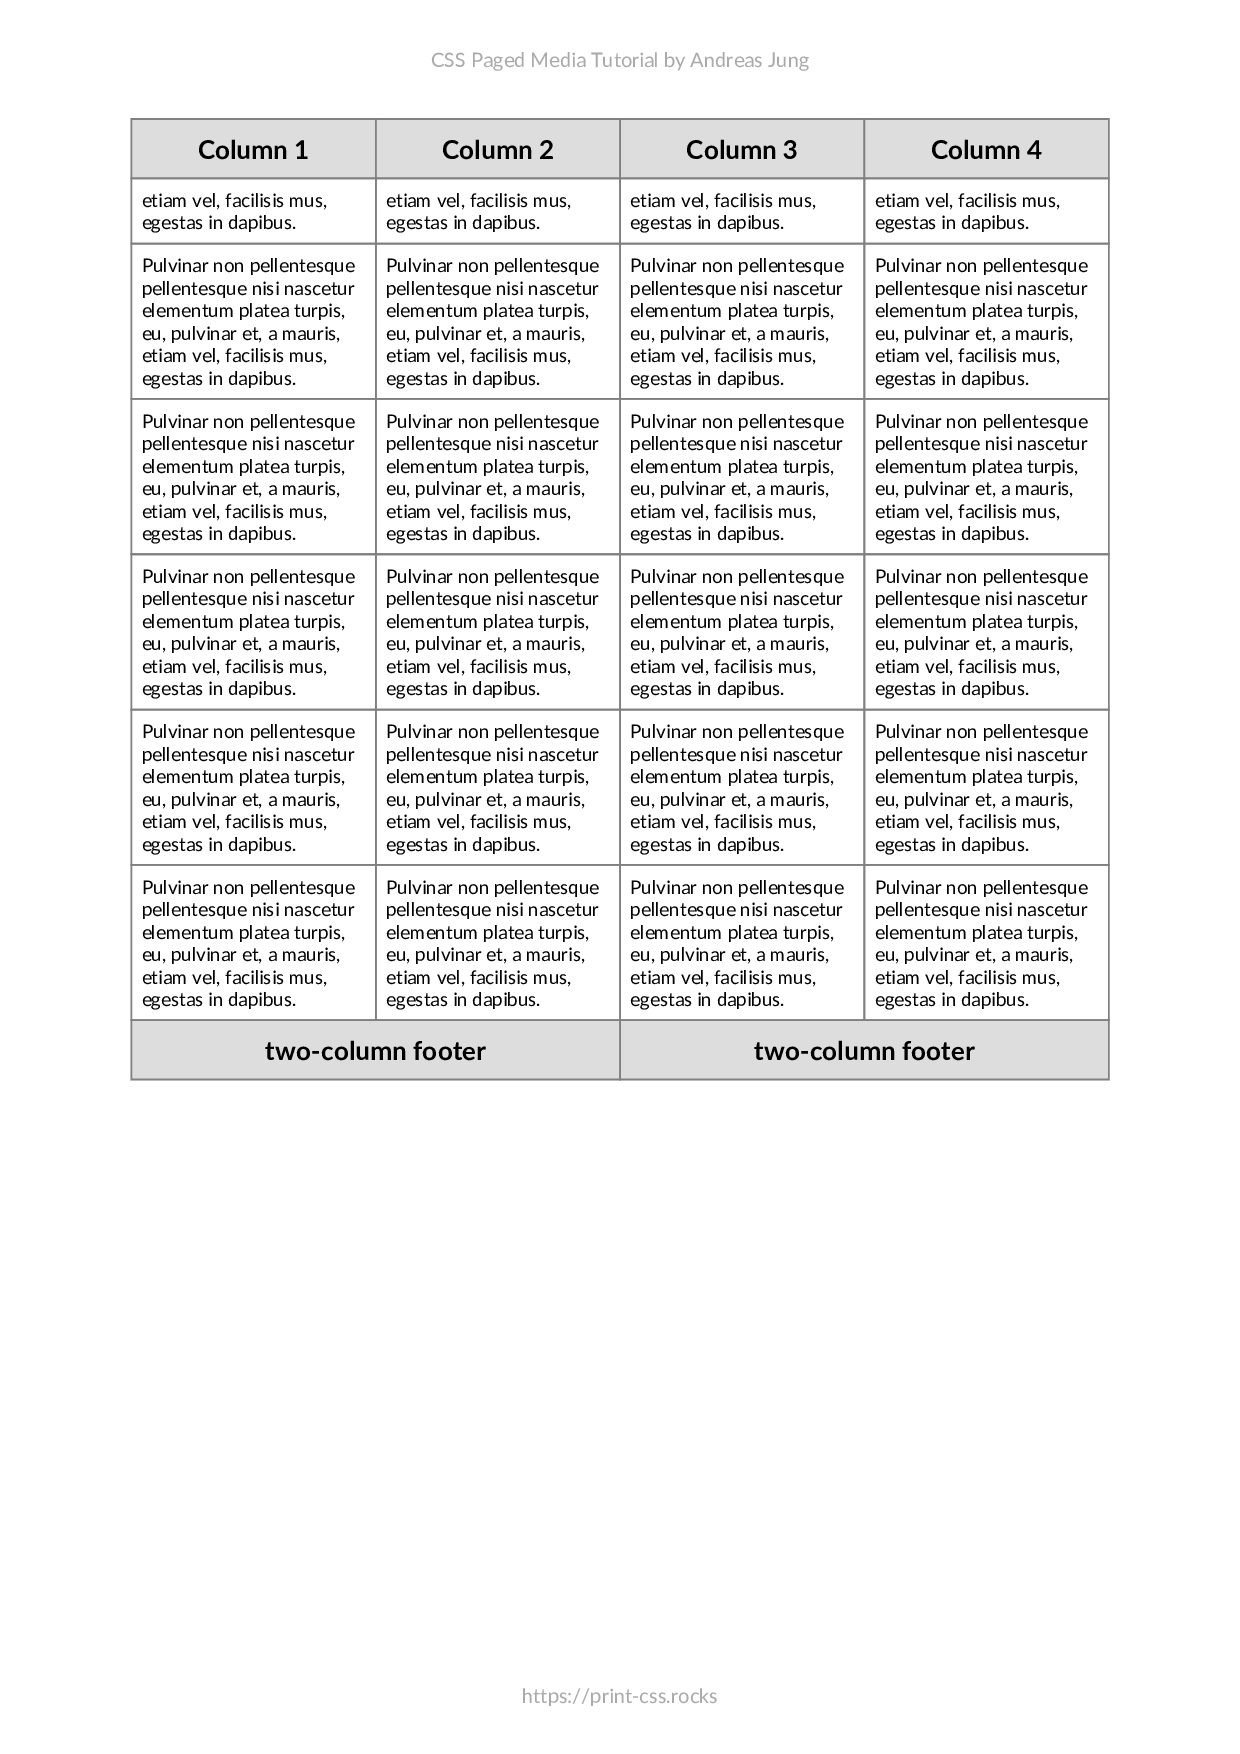 CSS Paged Media Tutorial by Andreas Jung
Column 1
Column 2
Column 3
Column 4
etiam vel, facilisis mus,
egestas in dapibus.
etiam vel, facilisis mus,
egestas in dapibus.
etiam vel, facilisis mus,
egestas in dapibus.
etiam vel, facilisis mus,
egestas in dapibus.
Pulvinar non pellentesque
pellentesque nisi nascetur
elementum platea turpis,
eu, pulvinar et, a mauris,
etiam vel, facilisis mus,
egestas in dapibus.
Pulvinar non pellentesque
pellentesque nisi nascetur
elementum platea turpis,
eu, pulvinar et, a mauris,
etiam vel, facilisis mus,
egestas in dapibus.
Pulvinar non pellentesque
pellentesque nisi nascetur
elementum platea turpis,
eu, pulvinar et, a mauris,
etiam vel, facilisis mus,
egestas in dapibus.
Pulvinar non pellentesque
pellentesque nisi nascetur
elementum platea turpis,
eu, pulvinar et, a mauris,
etiam vel, facilisis mus,
egestas in dapibus.
Pulvinar non pellentesque
pellentesque nisi nascetur
elementum platea turpis,
eu, pulvinar et, a mauris,
etiam vel, facilisis mus,
egestas in dapibus.
Pulvinar non pellentesque
pellentesque nisi nascetur
elementum platea turpis,
eu, pulvinar et, a mauris,
etiam vel, facilisis mus,
egestas in dapibus.
Pulvinar non pellentesque
pellentesque nisi nascetur
elementum platea turpis,
eu, pulvinar et, a mauris,
etiam vel, facilisis mus,
egestas in dapibus.
Pulvinar non pellentesque
pellentesque nisi nascetur
elementum platea turpis,
eu, pulvinar et, a mauris,
etiam vel, facilisis mus,
egestas in dapibus.
Pulvinar non pellentesque
pellentesque nisi nascetur
elementum platea turpis,
eu, pulvinar et, a mauris,
etiam vel, facilisis mus,
egestas in dapibus.
Pulvinar non pellentesque
pellentesque nisi nascetur
elementum platea turpis,
eu, pulvinar et, a mauris,
etiam vel, facilisis mus,
egestas in dapibus.
Pulvinar non pellentesque
pellentesque nisi nascetur
elementum platea turpis,
eu, pulvinar et, a mauris,
etiam vel, facilisis mus,
egestas in dapibus.
Pulvinar non pellentesque
pellentesque nisi nascetur
elementum platea turpis,
eu, pulvinar et, a mauris,
etiam vel, facilisis mus,
egestas in dapibus.
Pulvinar non pellentesque
pellentesque nisi nascetur
elementum platea turpis,
eu, pulvinar et, a mauris,
etiam vel, facilisis mus,
egestas in dapibus.
Pulvinar non pellentesque
pellentesque nisi nascetur
elementum platea turpis,
eu, pulvinar et, a mauris,
etiam vel, facilisis mus,
egestas in dapibus.
Pulvinar non pellentesque
pellentesque nisi nascetur
elementum platea turpis,
eu, pulvinar et, a mauris,
etiam vel, facilisis mus,
egestas in dapibus.
Pulvinar non pellentesque
pellentesque nisi nascetur
elementum platea turpis,
eu, pulvinar et, a mauris,
etiam vel, facilisis mus,
egestas in dapibus.
Pulvinar non pellentesque
pellentesque nisi nascetur
elementum platea turpis,
eu, pulvinar et, a mauris,
etiam vel, facilisis mus,
egestas in dapibus.
Pulvinar non pellentesque
pellentesque nisi nascetur
elementum platea turpis,
eu, pulvinar et, a mauris,
etiam vel, facilisis mus,
egestas in dapibus.
Pulvinar non pellentesque
pellentesque nisi nascetur
elementum platea turpis,
eu, pulvinar et, a mauris,
etiam vel, facilisis mus,
egestas in dapibus.
Pulvinar non pellentesque
pellentesque nisi nascetur
elementum platea turpis,
eu, pulvinar et, a mauris,
etiam vel, facilisis mus,
egestas in dapibus.
two-column footer
two-column footer
https://print-css.rocks